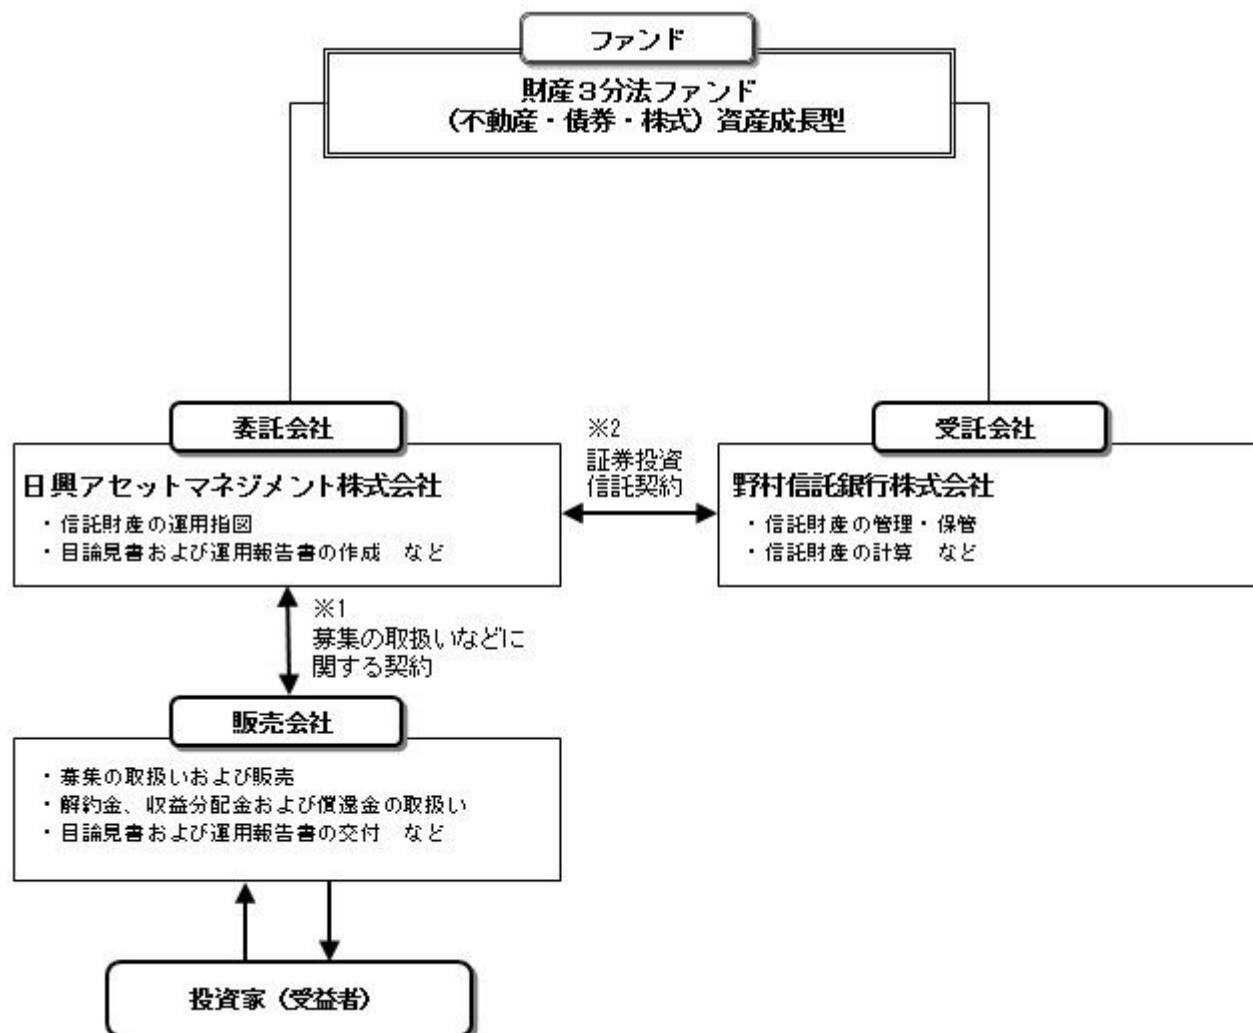 ファンド
財産3分法ファンド
(不動産・債券・株式)資産成長型
委託会社
日興アセットマネジメント株式会社
・信託財産の運用指図
・目論見書および運用報告書の作成　など
※2
証券投資
信託契約
受託会社
野村信託銀行株式会社
・信託財産の管理・保管
・信託財産の計算　など
※1
募集の取扱いなどに
関する契約
販売会社
・募集の取扱いおよび販売
・解約金、収益分配金および償還金の取扱い
・目論見書および運用報告書の交付　など
投資家(受益者)